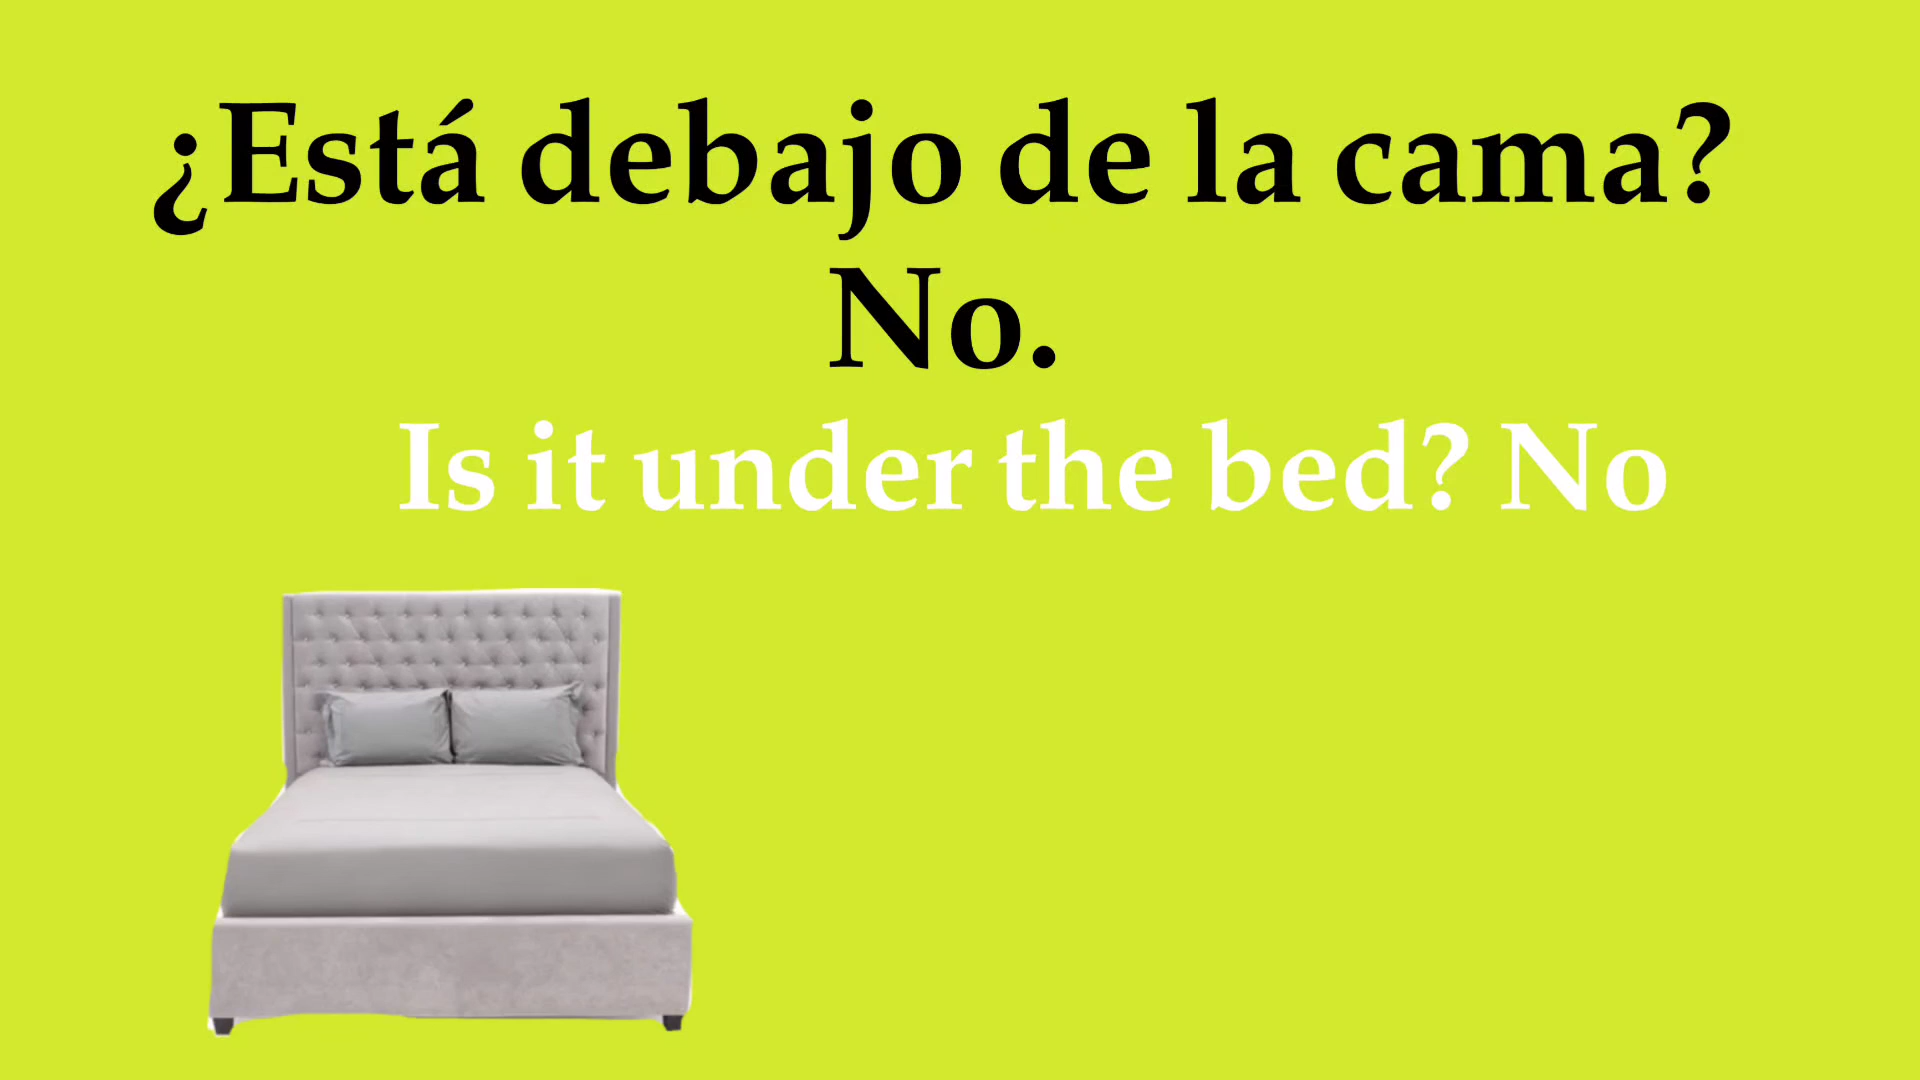 ¿Está debajo de la cama?
No.
Is it under the bed? No